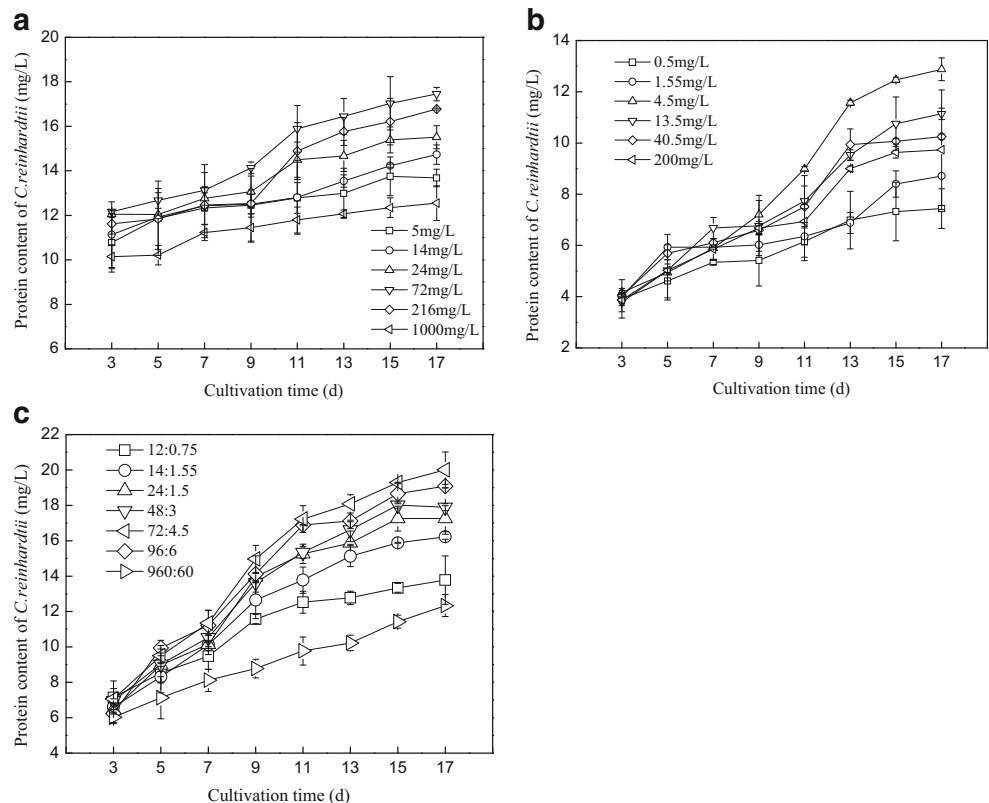 a
20
18
16
14
12
10
8
6
Protein content of C.reinhardtii (mg/L)
3 5 7 9 11 13 15 17
Cultivation time (d)
5mg/L
14mg/L
24mg/L
72mg/L
216mg/L
1000mg/L
b
14
12
10
8
6
4
2
Protein content of C.reinhardtii (mg/L)
3 5 7 9 11 13 15 17
Cultivation time (d)
0.5mg/L
1.55mg/L
4.5mg/L
13.5mg/L
40.5mg/L
200mg/L
c
22
20
18
16
14
12
10
8
6
4
Protein content of C.reinhardtii (mg/L)
3 5 7 9 11 13 15 17
Cultivation time (d)
12:0.75
14:1.55
24:1.5
48:3
72:4.5
96:6
960:60